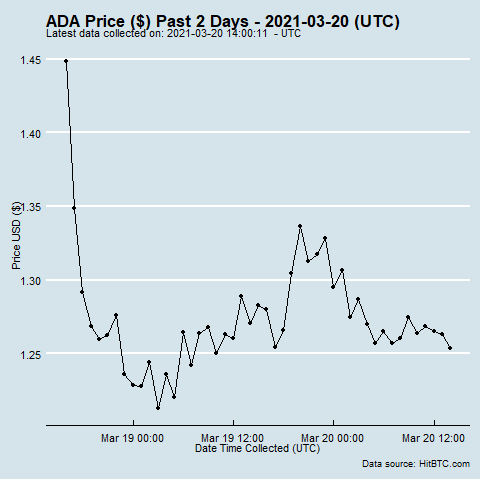 ADA Price ($) Past 2 Days - 2021-03-20 (UTC)
Latest data collected on: 2021-03-20 14:00:11  - UTC
1.45
1.40
1.35
1.30
1.25
Price USD ($)
Mar 19 00:00
Mar 19 12:00
Mar 20 00:00
Mar 20 12:00
Date Time Collected (UTC)
Data source: HitBTC.com